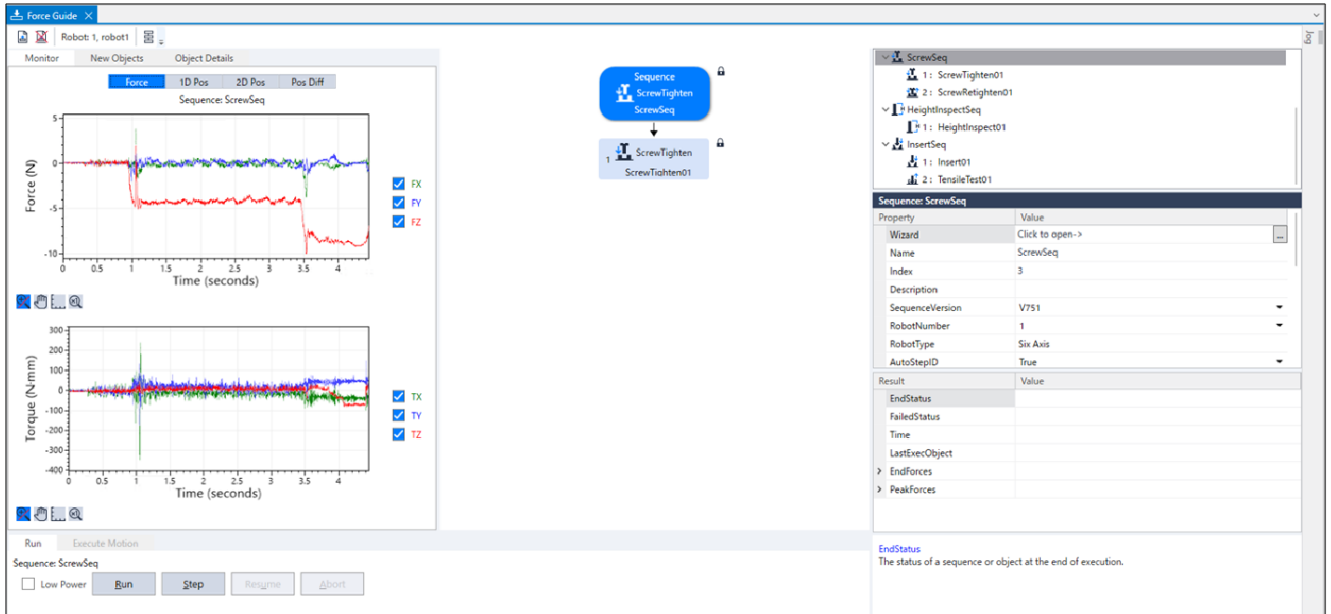 Force Guide
Robot: 1, robot1
Jog
Monitor New Objects Object Details
Force 1D Pos 2D Pos Pos Diff
Sequence: ScrewSeq
5
0
-5
-10
Force (N)
0 0.5 1 1.5 2 2.5 3 3.5 4
Time (seconds)
FX
FY
FZ
300
200
100
0
-100
-200
-300
-400
Torque (N·mm)
0 0.5 1 1.5 2 2.5 3 3.5 4
Time (seconds)
TX
TY
TZ
Sequence
ScrewTighten
ScrewSeq
1 ScrewTighten
ScrewTighten01
ScrewSeq
1 : ScrewTighten01
2 : ScrewRetighten01
HeightInspectSeq
1 : HeightInspect01
InsertSeq
1 : Insert01
2 : TensileTest01
Sequence: ScrewSeq
Property Value
Wizard Click to open-> ...
Name ScrewSeq
Index 3
Description
SequenceVersion V751
RobotNumber 1
RobotType Six Axis
AutoStepID True
Result Value
EndStatus
FailedStatus
Time
LastExecObject
EndForces
PeakForces
EndStatus
The status of a sequence or object at the end of execution.
Run Execute Motion
Sequence: ScrewSeq
Low Power Run Step Resume Abort